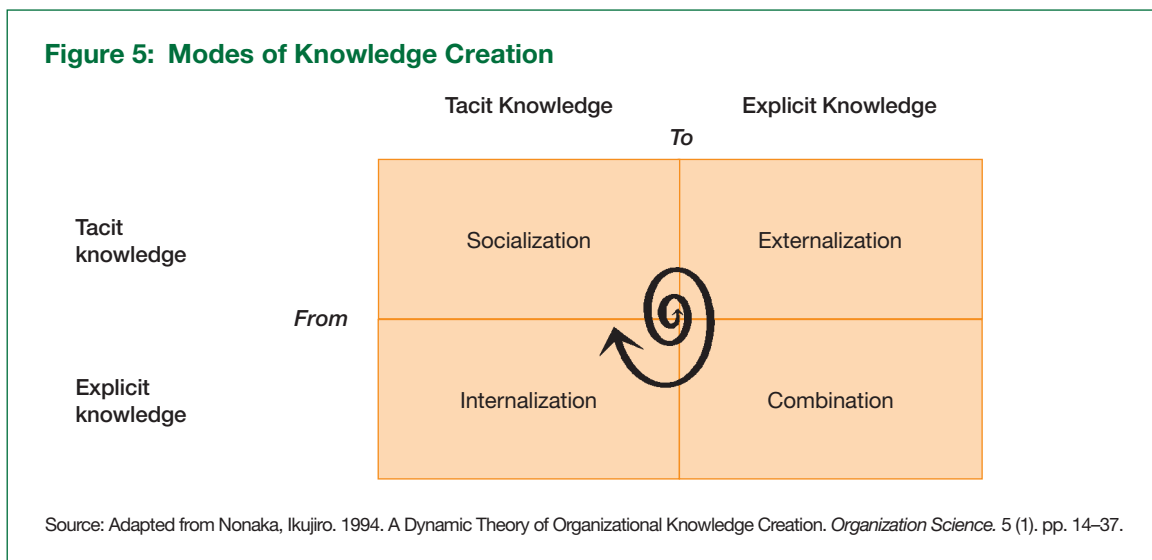 Figure 5: Modes of Knowledge Creation
Tacit Knowledge Explicit Knowledge
To
Tacit
knowledge
Socialization Externalization
From
Explicit
knowledge
Internalization Combination
Source: Adapted from Nonaka, Ikujiro. 1994. A Dynamic Theory of Organizational Knowledge Creation. Organization Science. 5 (1). pp. 14–37.